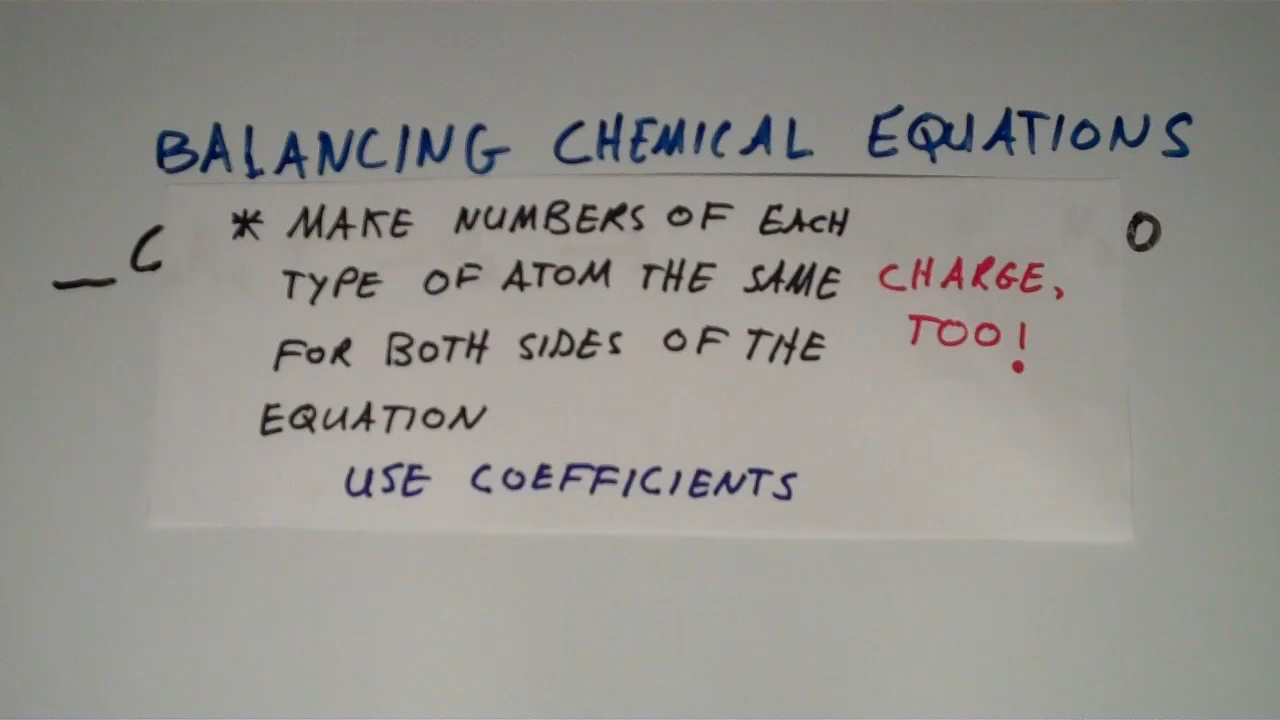 BALANCING CHEMICAL EQUATIONS
_C
* MAKE NUMBERS OF EACH
TYPE OF ATOM THE SAME
FOR BOTH SIDES OF THE
EQUATION
USE COEFFICIENTS
CHARGE,
TOO!
O